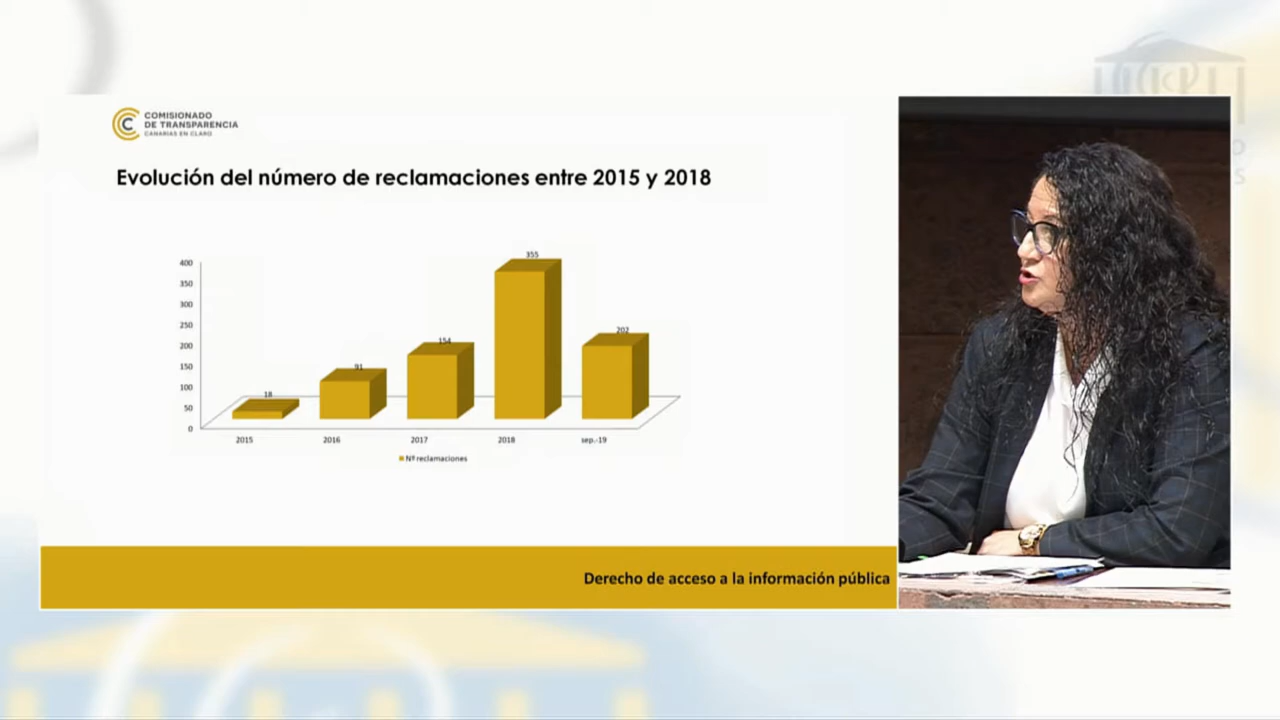 COMISIONADO
DE TRANSPARENCIA
CANARIAS EN CLARO
Evolución del número de reclamaciones entre 2015 y 2018
400
350
300
250
200
150
100
50
0
18
91
154
355
202
2015
2016
2017
2018
sep.-19
Nº reclamaciones
Derecho de acceso a la información pública